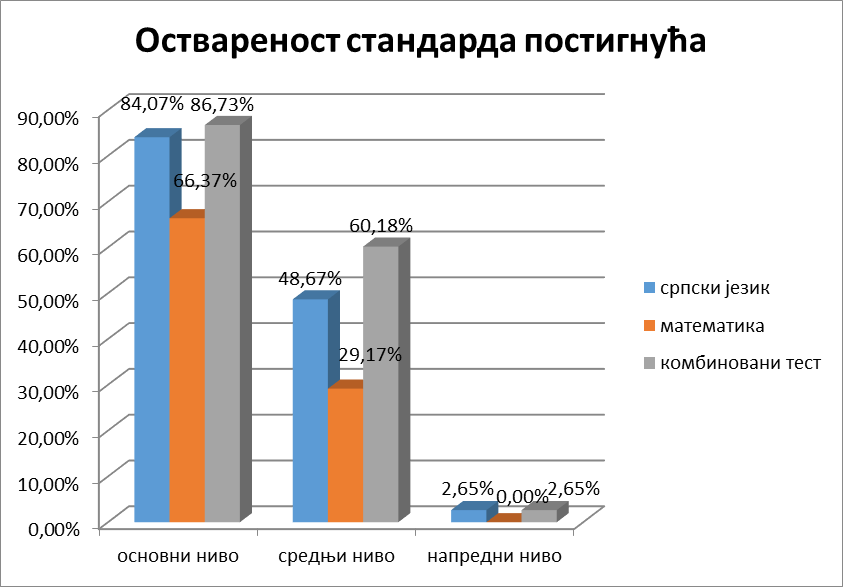 Оствареност стандарда постигнућа
90,00%
80,00%
70,00%
60,00%
50,00%
40,00%
30,00%
20,00%
10,00%
0,00%
84,07%
66,37%
86,73%
48,67%
29,17%
60,18%
2,65%
0,00%
2,65%
основни ниво
средњи ниво
напредни ниво
српски језик
математика
комбиновани тест